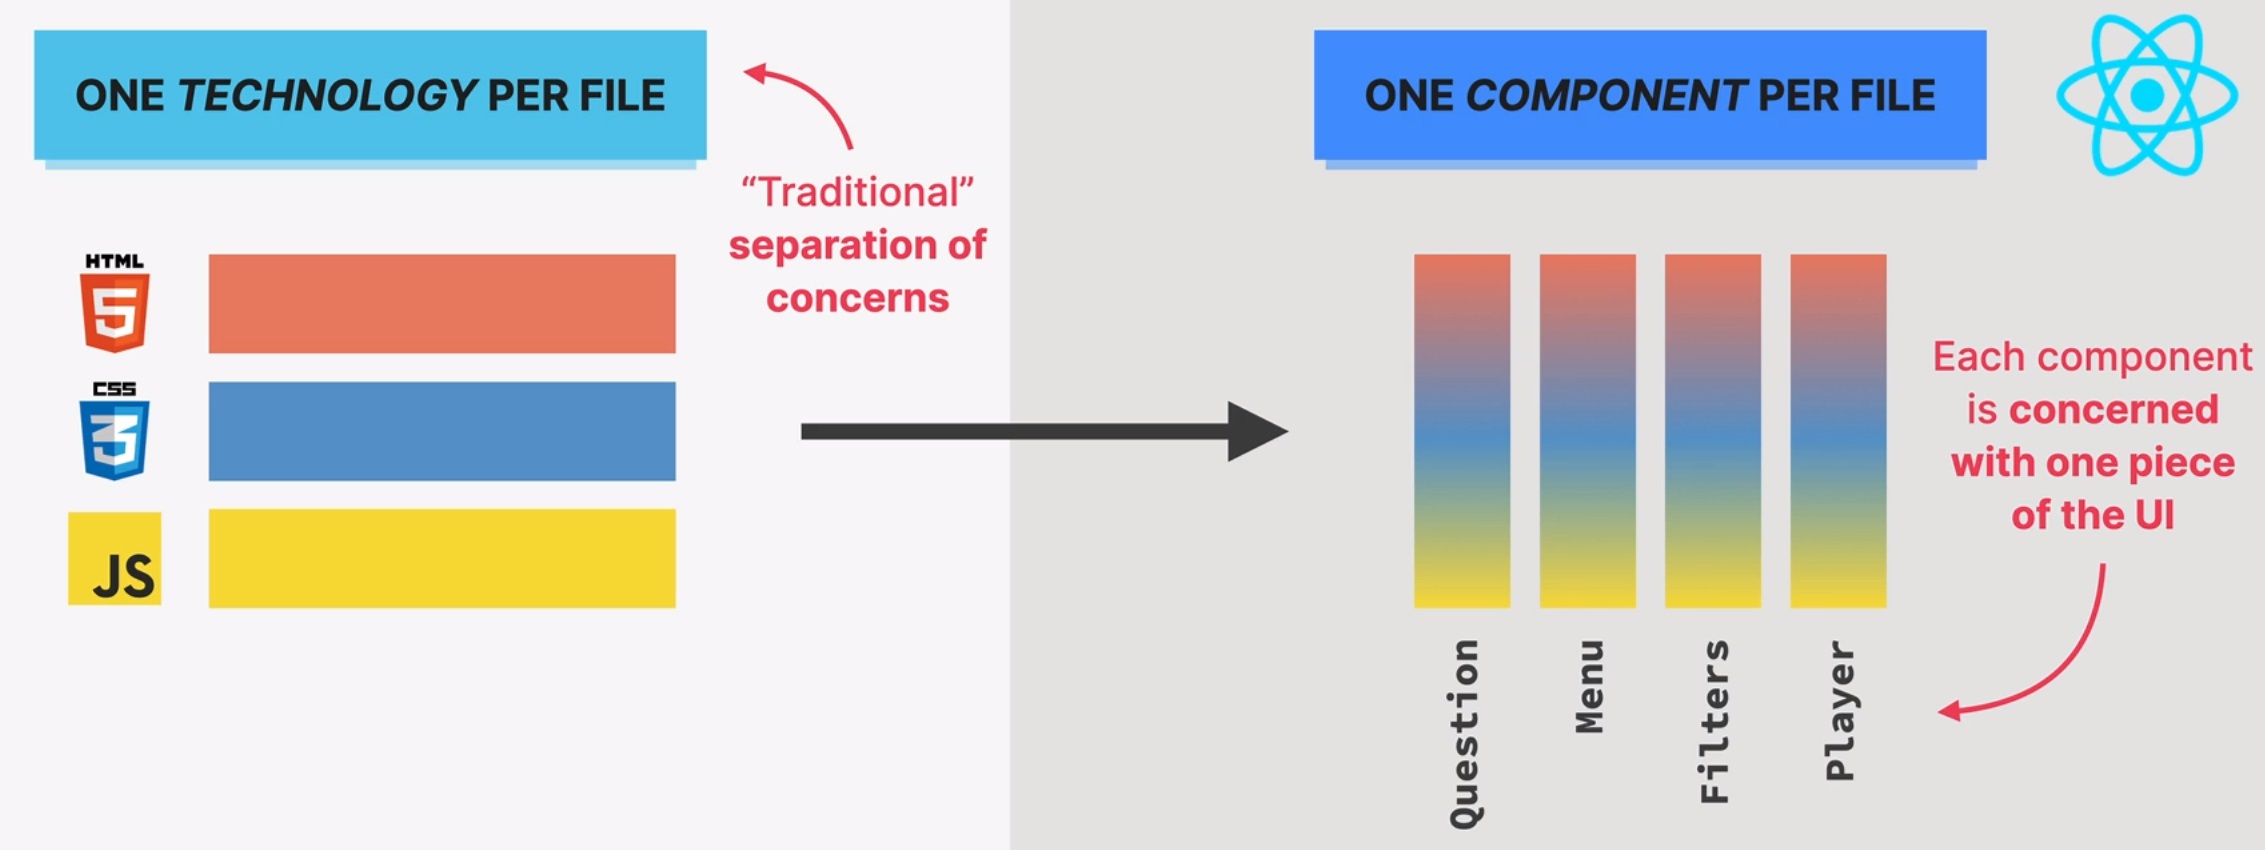 ONE TECHNOLOGY PER FILE
“Traditional”
separation of
concerns
HTML
5
CSS
3
JS
ONE COMPONENT PER FILE
Each component
is concerned
with one piece
of the UI
Question
Menu
Filters
Player